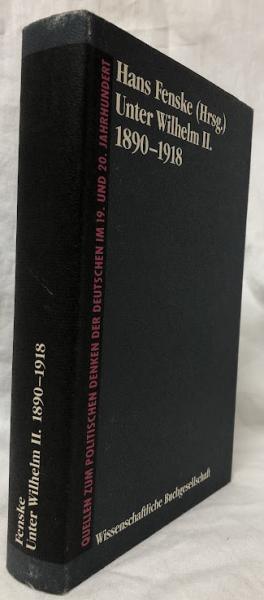 Hans Fenske (Hrsg.)
Unter Wilhelm II.
1890–1918
QUELLEN ZUM POLITISCHEN DENKEN DER DEUTSCHEN IM 19. UND 20. JAHRHUNDERT
Wissenschaftliche Buchgesellschaft
Fenske
Unter Wilhelm II. 1890–1918